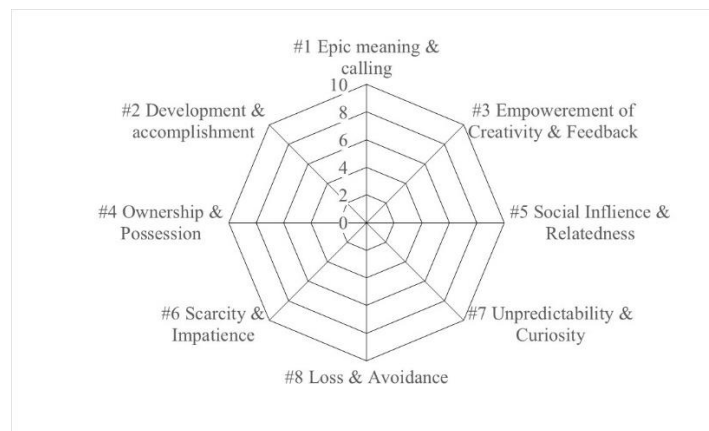 #1 Epic meaning &
calling
10
#2 Development &
accomplishment
8
#3 Empowerement of
Creativity & Feedback
6
4
2
#4 Ownership &
Possession
0
#5 Social Inflience &
Relatedness
#6 Scarcity &
Impatience
#7 Unpredictability &
Curiosity
#8 Loss & Avoidance